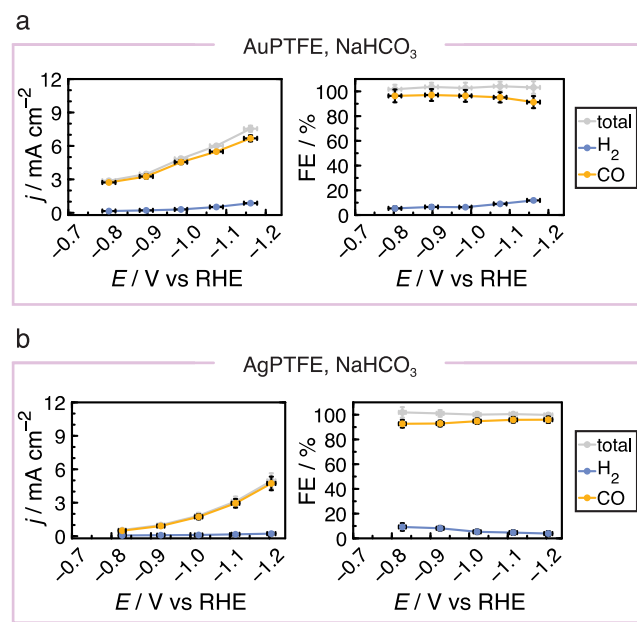 a
AuPTFE, NaHCO₃
12
9
6
3
0
j / mA cm⁻²
−0.7
−0.8
−0.9
−1.0
−1.1
−1.2
E / V vs RHE
100
80
60
40
20
0
FE / %
−0.7
−0.8
−0.9
−1.0
−1.1
−1.2
E / V vs RHE
total
H₂
CO
b
AgPTFE, NaHCO₃
12
9
6
3
0
j / mA cm⁻²
−0.7
−0.8
−0.9
−1.0
−1.1
−1.2
E / V vs RHE
100
80
60
40
20
0
FE / %
−0.7
−0.8
−0.9
−1.0
−1.1
−1.2
E / V vs RHE
total
H₂
CO